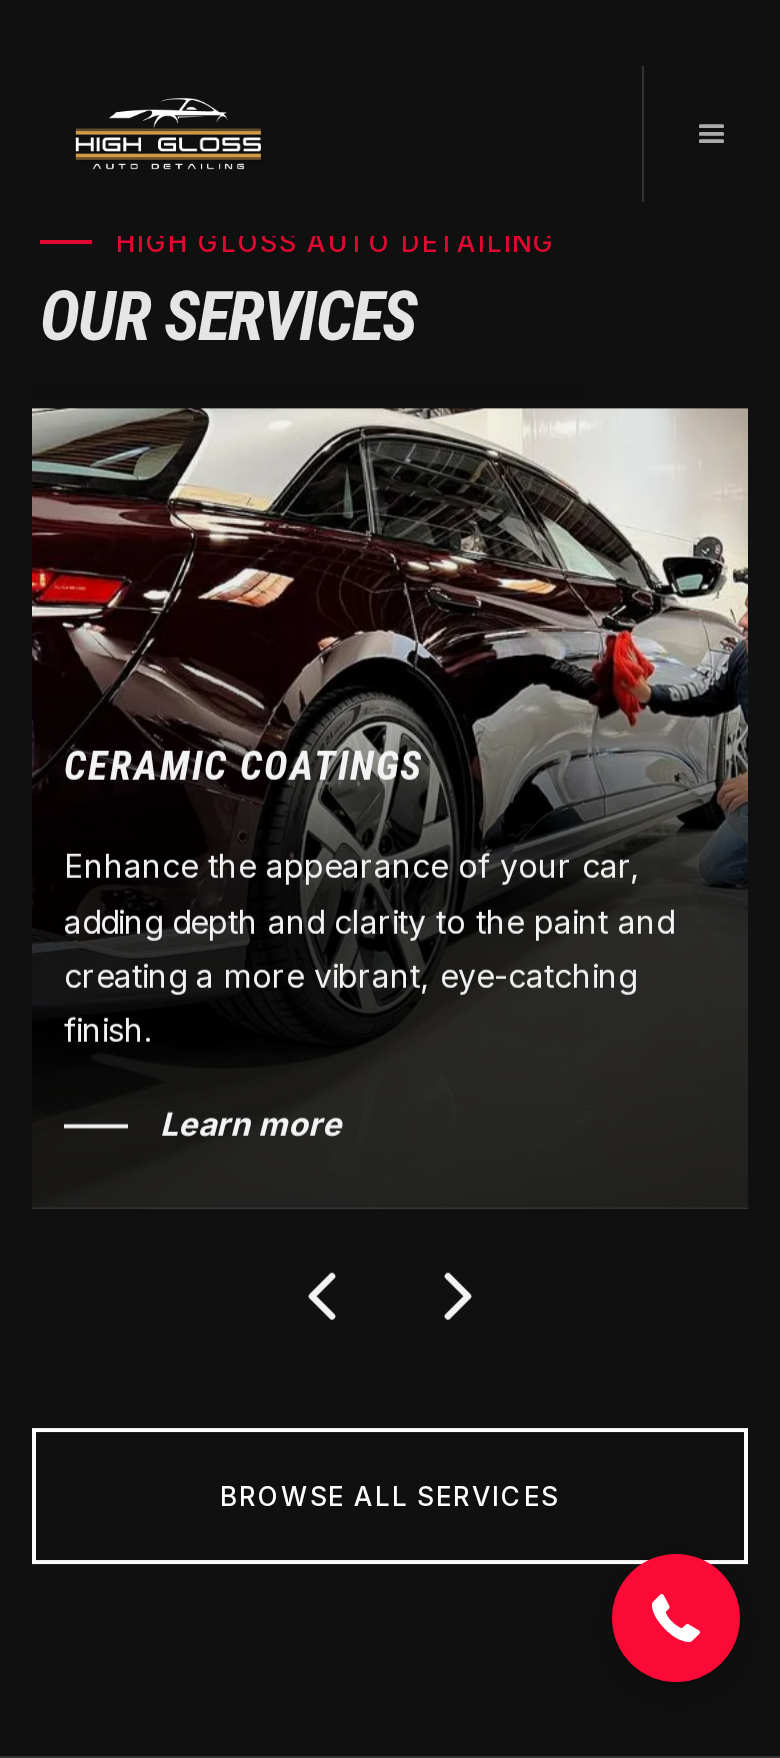 HIGH GLOSS
AUTO DETAILING
HIGH GLOSS AUTO DETAILING
OUR SERVICES
CERAMIC COATINGS
Enhance the appearance of your car,
adding depth and clarity to the paint and
creating a more vibrant, eye-catching
finish.
Learn more
BROWSE ALL SERVICES